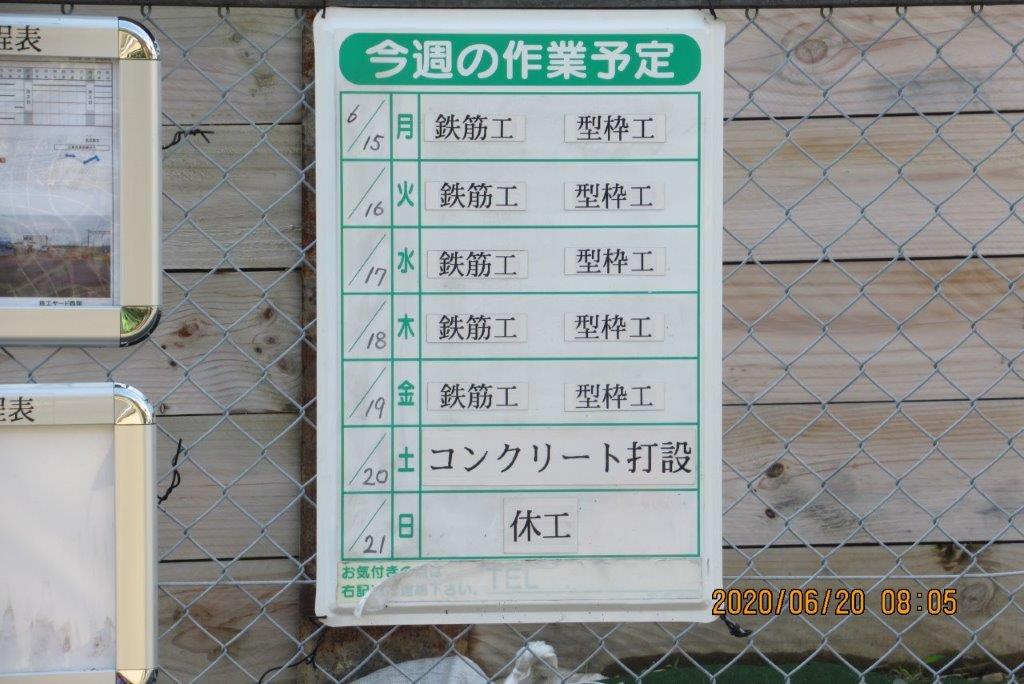 程表
今週の作業予定
6/15 月 鉄筋工 型枠工
/16 火 鉄筋工 型枠工
/17 水 鉄筋工 型枠工
/18 木 鉄筋工 型枠工
/19 金 鉄筋工 型枠工
/20 土 コンクリート打設
/21 日 休工
お気付きの
右記 下さい。
TEL
程表
2020/06/20 08:05